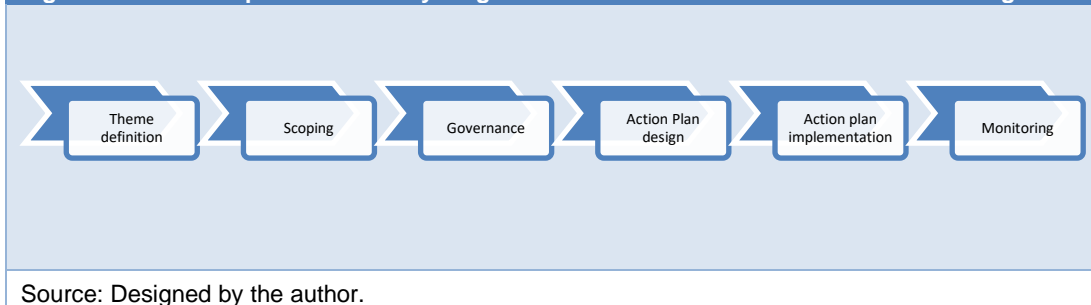 Theme
definition
Scoping
Governance
Action Plan
design
Action plan
implementation
Monitoring
Source: Designed by the author.